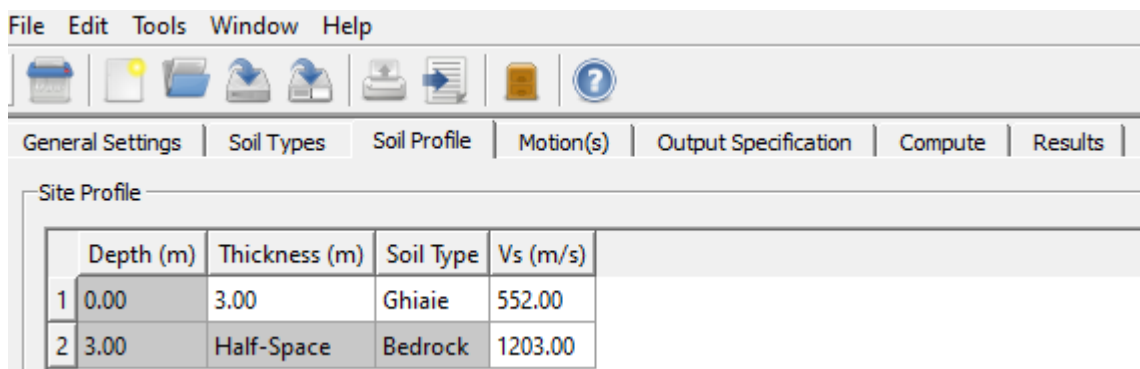 File Edit Tools Window Help
General Settings Soil Types Soil Profile Motion(s) Output Specification Compute Results
Site Profile
Depth (m) Thickness (m) Soil Type Vs (m/s)
1 0.00 3.00 Ghiaie 552.00
2 3.00 Half-Space Bedrock 1203.00